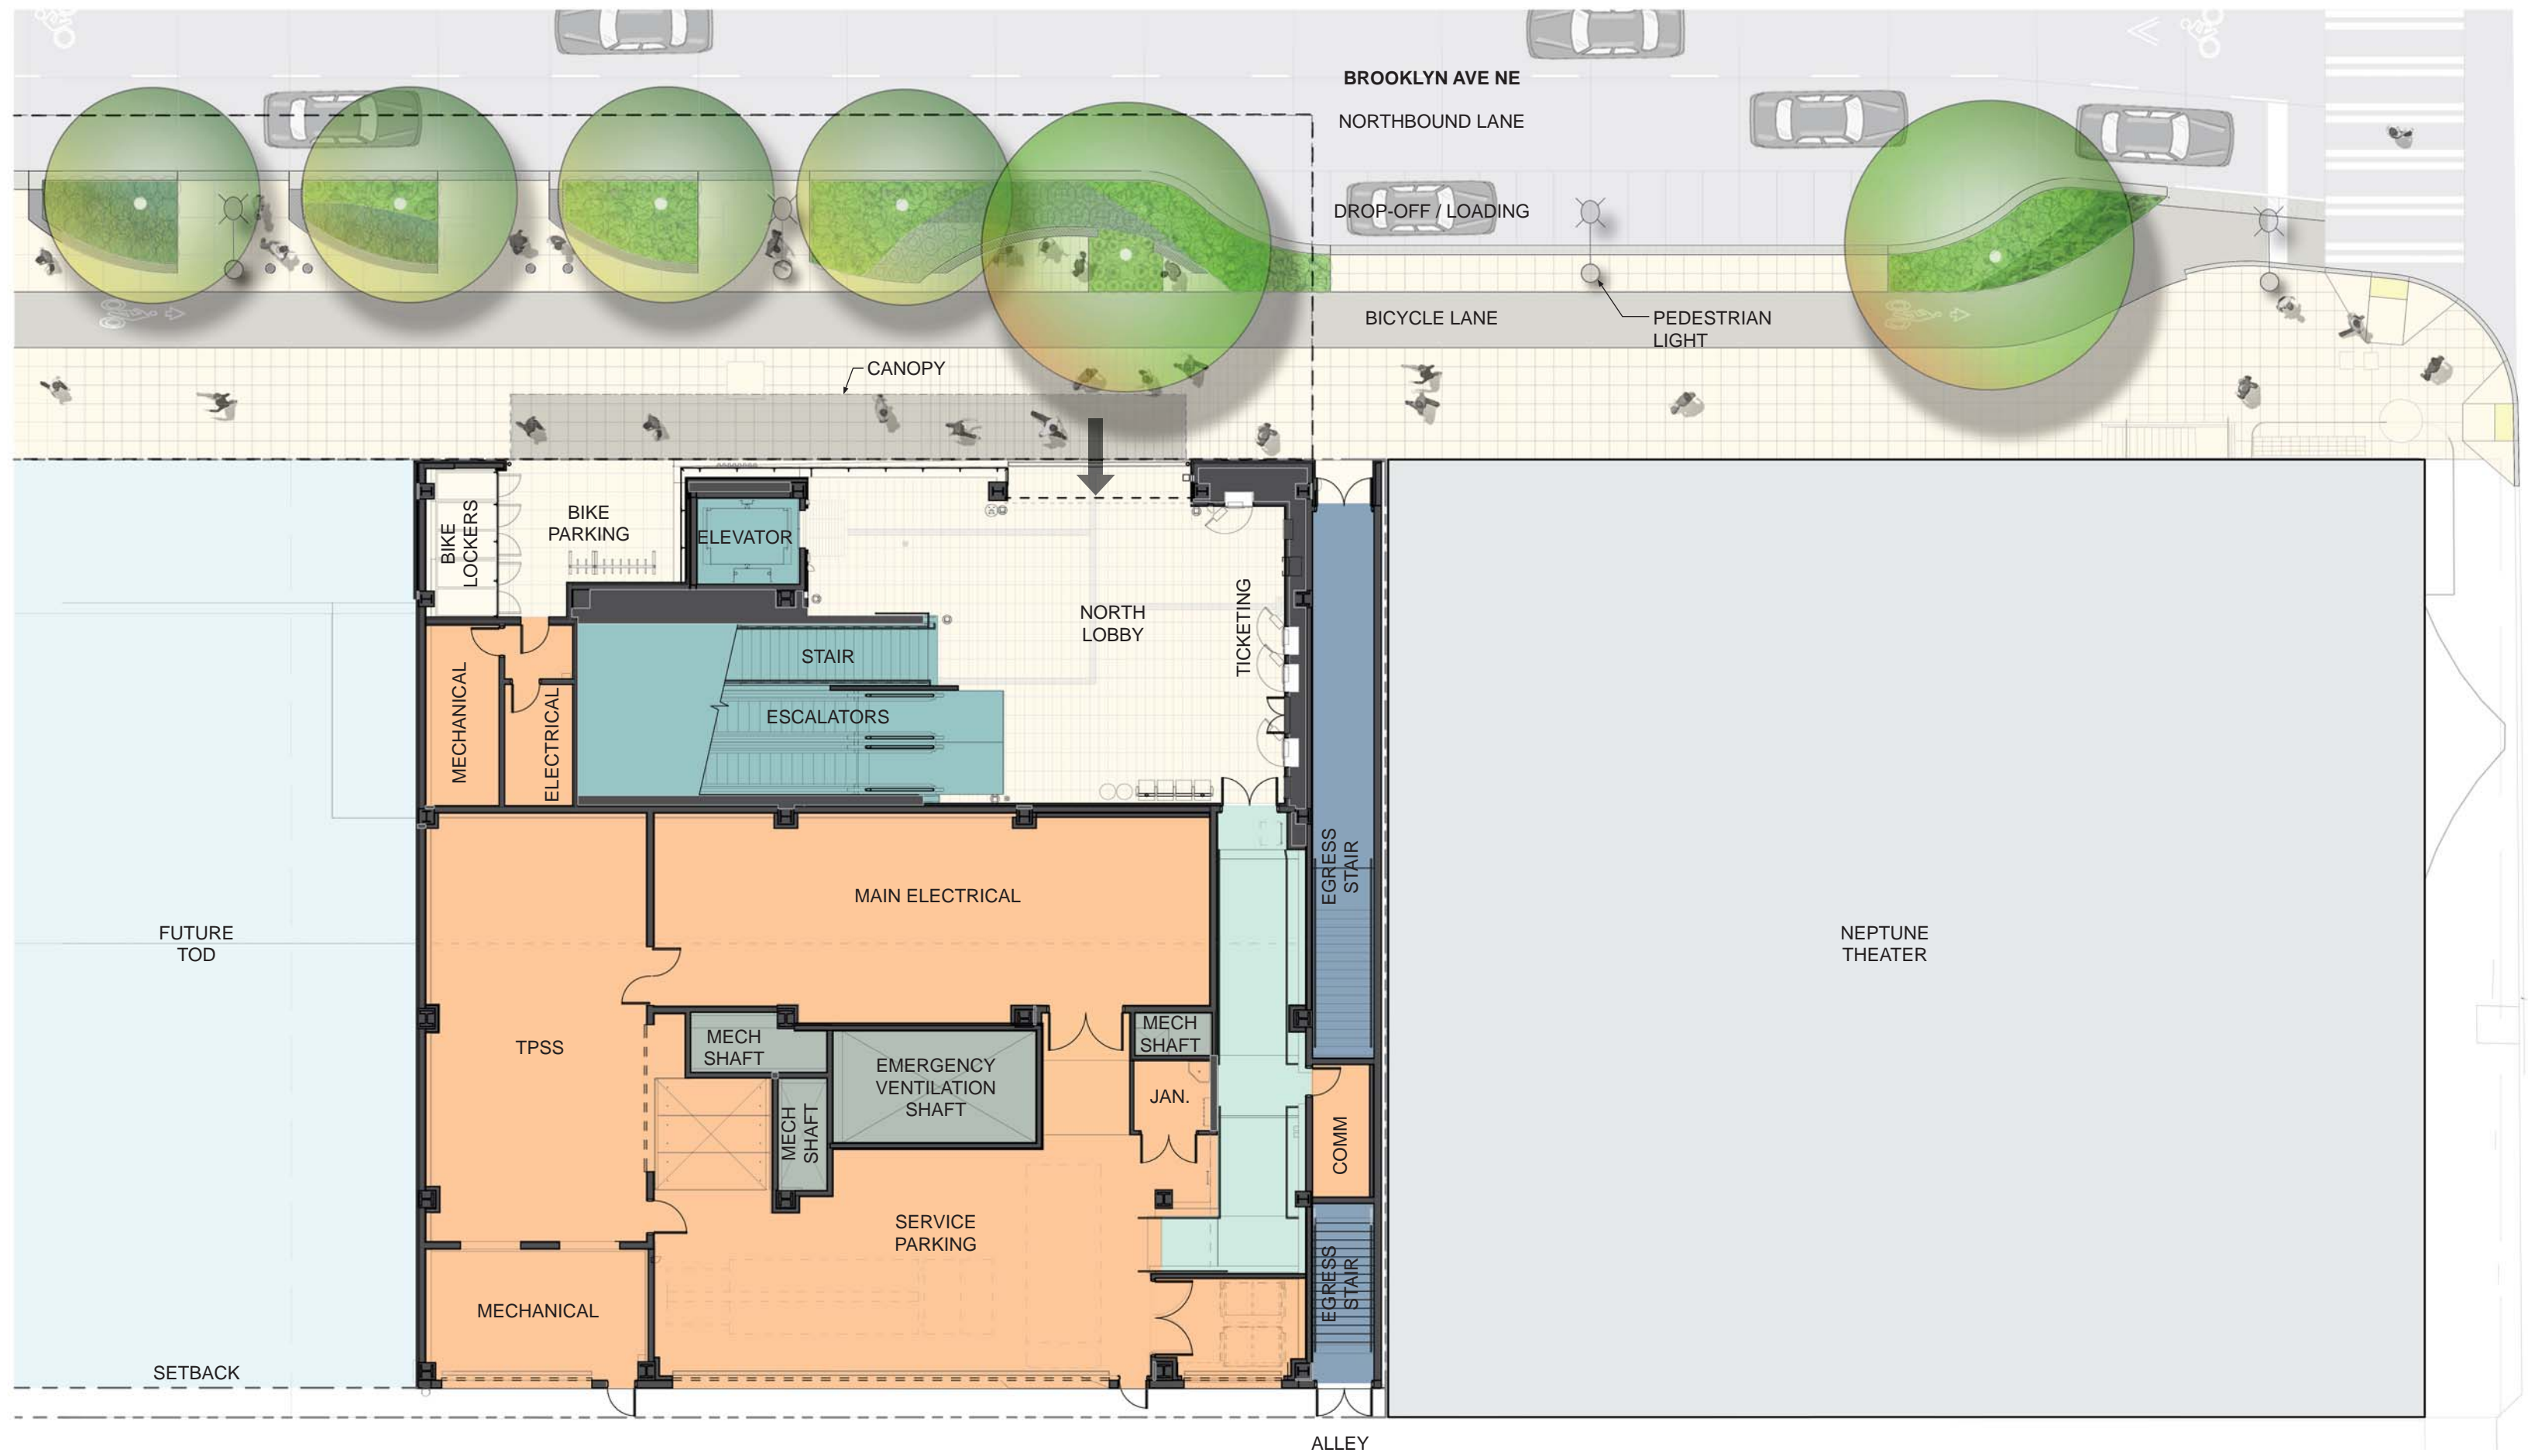 BROOKLYN AVE NE
NORTHBOUND LANE
DROP-OFF / LOADING
BICYCLE LANE
PEDESTRIAN
LIGHT
CANOPY
BIKE
LOCKERS
BIKE
PARKING
ELEVATOR
NORTH
LOBBY
TICKETING
STAIR
ESCALATORS
MECHANICAL
ELECTRICAL
EGRESS
STAIR
MAIN ELECTRICAL
FUTURE
TOD
NEPTUNE
THEATER
TPSS
MECH
SHAFT
MECH
SHAFT
EMERGENCY
VENTILATION
SHAFT
JAN.
MECH
SHAFT
COMM
SERVICE
PARKING
EGRESS
STAIR
MECHANICAL
SETBACK
ALLEY